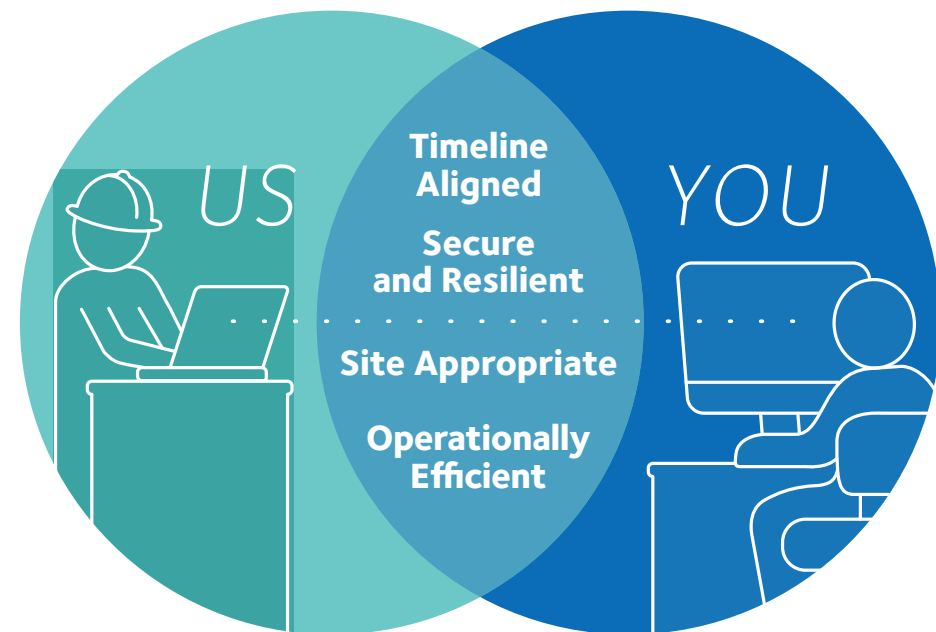 US
YOU
Timeline
Aligned
Secure
and Resilient
Site Appropriate
Operationally
Efficient